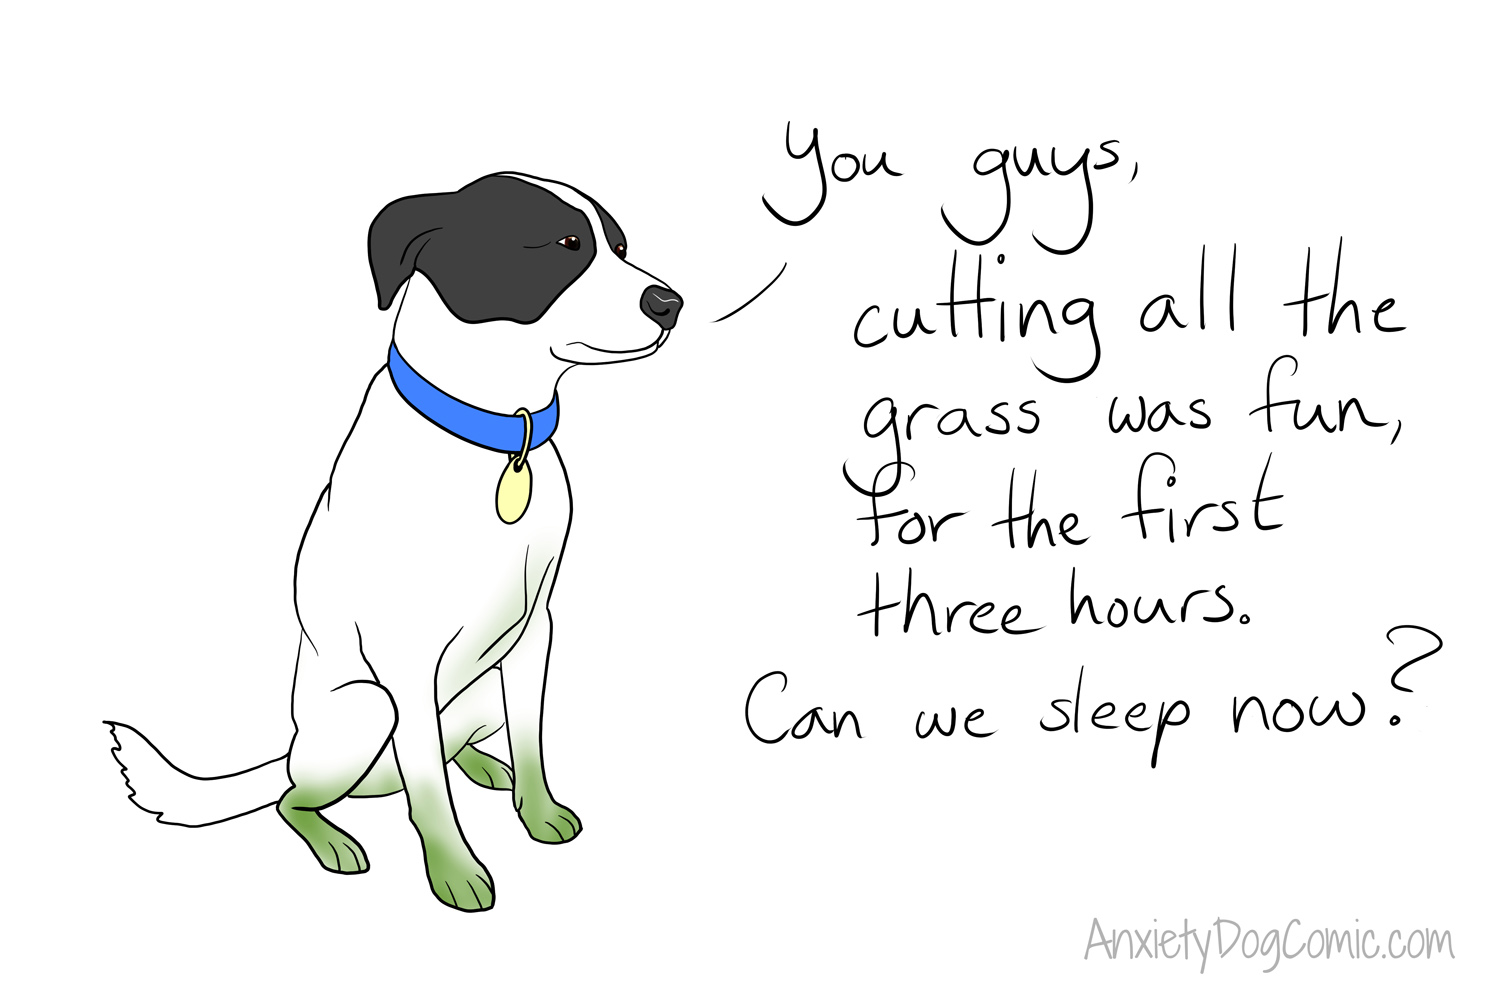 You guys,
cutting all the
grass was fun,
for the first
three hours.
Can we sleep now?
AnxietyDogComic.com